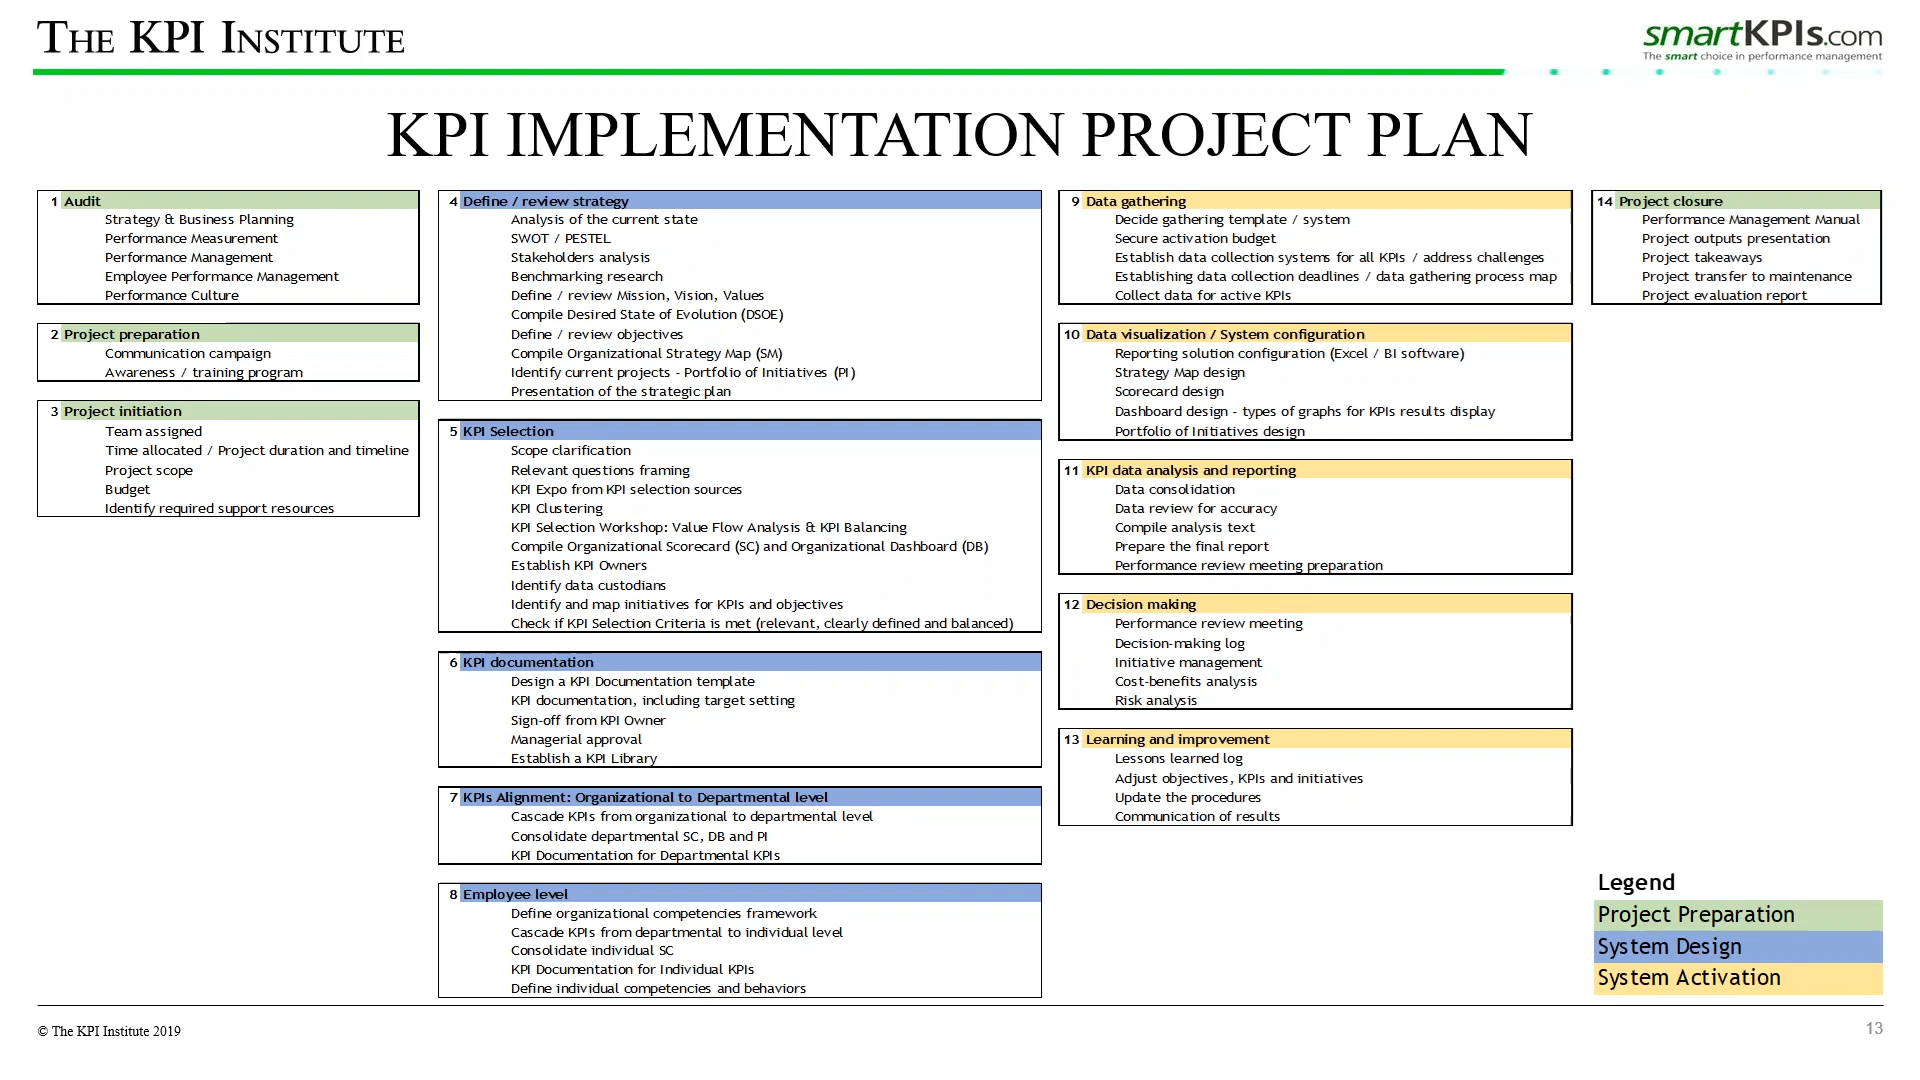 THE KPI INSTITUTE
smartKPIs.com
The smart choice in performance management
KPI IMPLEMENTATION PROJECT PLAN
1 Audit
Strategy & Business Planning
Performance Measurement
Performance Management
Employee Performance Management
Performance Culture
2 Project preparation
Communication campaign
Awareness / training program
3 Project initiation
Team assigned
Time allocated / Project duration and timeline
Project scope
Budget
Identify required support resources
4 Define / review strategy
Analysis of the current state
SWOT / PESTEL
Stakeholders analysis
Benchmarking research
Define / review Mission, Vision, Values
Compile Desired State of Evolution (DSOE)
Define / review objectives
Compile Organizational Strategy Map (SM)
Identify current projects - Portfolio of Initiatives (PI)
Presentation of the strategic plan
5 KPI Selection
Scope clarification
Relevant questions framing
KPI Expo from KPI selection sources
KPI Clustering
KPI Selection Workshop: Value Flow Analysis & KPI Balancing
Compile Organizational Scorecard (SC) and Organizational Dashboard (DB)
Establish KPI Owners
Identify data custodians
Identify and map initiatives for KPIs and objectives
Check if KPI Selection Criteria is met (relevant, clearly defined and balanced)
6 KPI documentation
Design a KPI Documentation template
KPI documentation, including target setting
Sign-off from KPI Owner
Managerial approval
Establish a KPI Library
7 KPIs Alignment: Organizational to Departmental level
Cascade KPIs from organizational to departmental level
Consolidate departmental SC, DB and PI
KPI Documentation for Departmental KPIs
8 Employee level
Define organizational competencies framework
Cascade KPIs from departmental to individual level
Consolidate individual SC
KPI Documentation for Individual KPIs
Define individual competencies and behaviors
9 Data gathering
Decide gathering template / system
Secure activation budget
Establish data collection systems for all KPIs / address challenges
Establishing data collection deadlines / data gathering process map
Collect data for active KPIs
10 Data visualization / System configuration
Reporting solution configuration (Excel / BI software)
Strategy Map design
Scorecard design
Dashboard design - types of graphs for KPIs results display
Portfolio of Initiatives design
11 KPI data analysis and reporting
Data consolidation
Data review for accuracy
Compile analysis text
Prepare the final report
Performance review meeting preparation
12 Decision making
Performance review meeting
Decision-making log
Initiative management
Cost-benefits analysis
Risk analysis
13 Learning and improvement
Lessons learned log
Adjust objectives, KPIs and initiatives
Update the procedures
Communication of results
14 Project closure
Performance Management Manual
Project outputs presentation
Project takeaways
Project transfer to maintenance
Project evaluation report
Legend
Project Preparation
System Design
System Activation
© The KPI Institute 2019
13